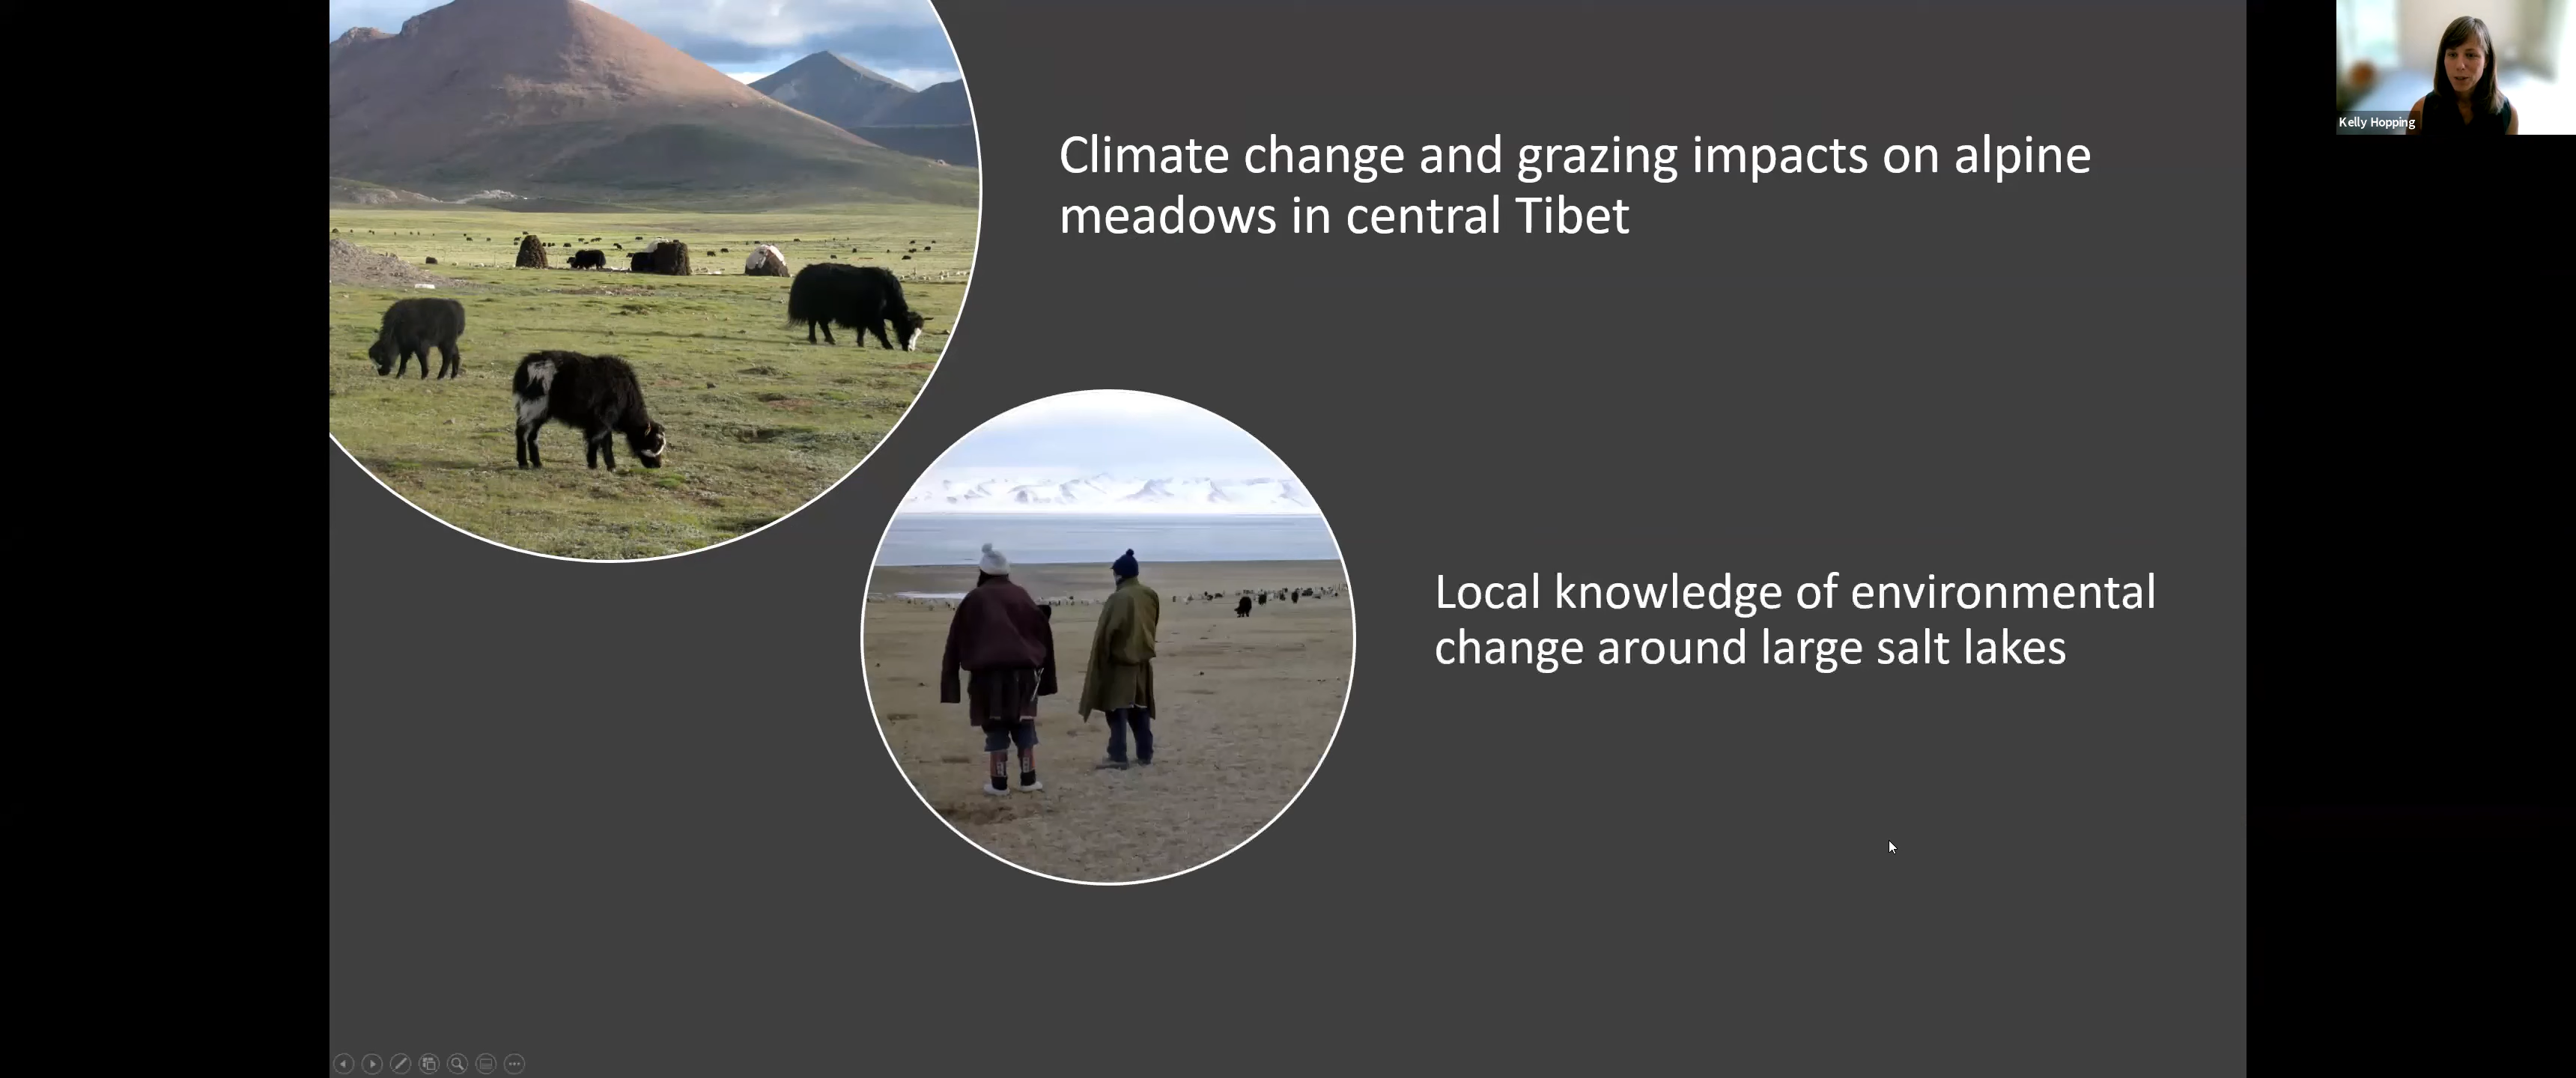 Kelly Hopping
Climate change and grazing impacts on alpine
meadows in central Tibet
Local knowledge of environmental
change around large salt lakes